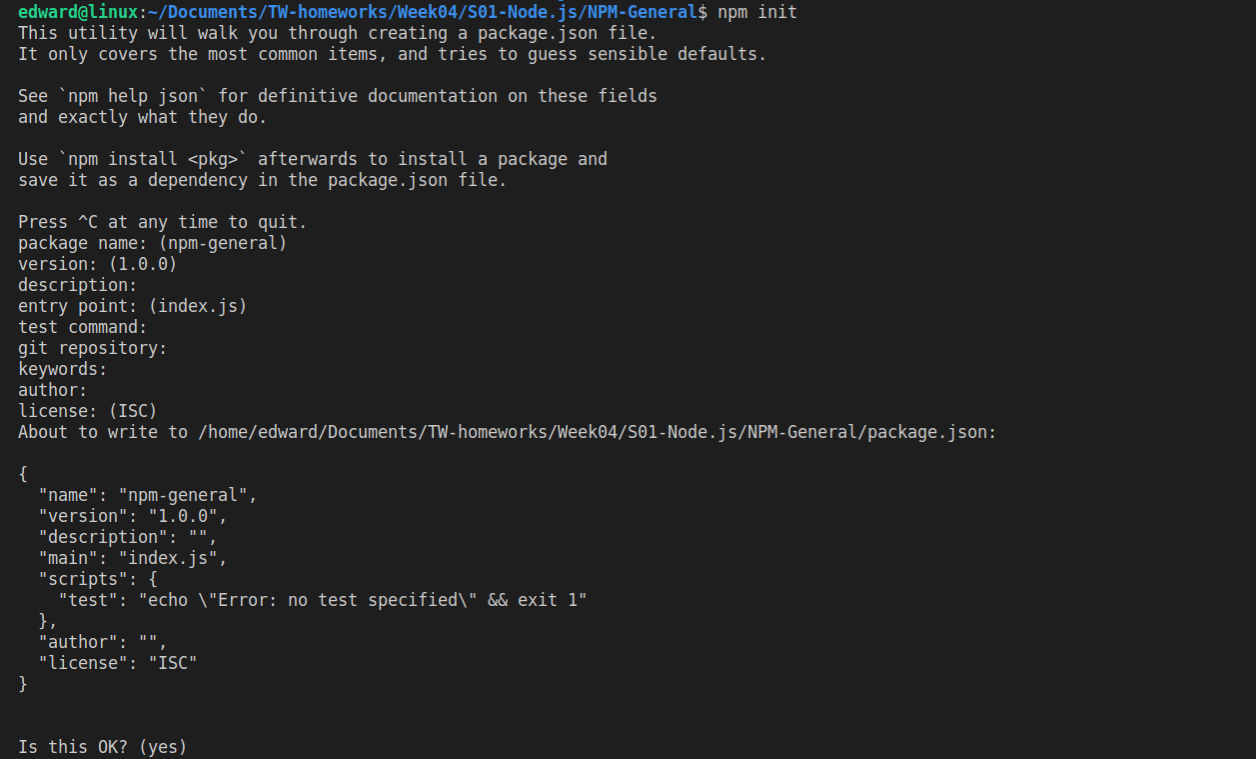 edward@linux:~/Documents/TW-homeworks/Week04/S01-Node.js/NPM-General$ npm init
This utility will walk you through creating a package.json file.
It only covers the most common items, and tries to guess sensible defaults.

See `npm help json` for definitive documentation on these fields
and exactly what they do.

Use `npm install <pkg>` afterwards to install a package and
save it as a dependency in the package.json file.

Press ^C at any time to quit.
package name: (npm-general)
version: (1.0.0)
description:
entry point: (index.js)
test command:
git repository:
keywords:
author:
license: (ISC)
About to write to /home/edward/Documents/TW-homeworks/Week04/S01-Node.js/NPM-General/package.json:

{
  "name": "npm-general",
  "version": "1.0.0",
  "description": "",
  "main": "index.js",
  "scripts": {
    "test": "echo \"Error: no test specified\" && exit 1"
  },
  "author": "",
  "license": "ISC"
}


Is this OK? (yes)